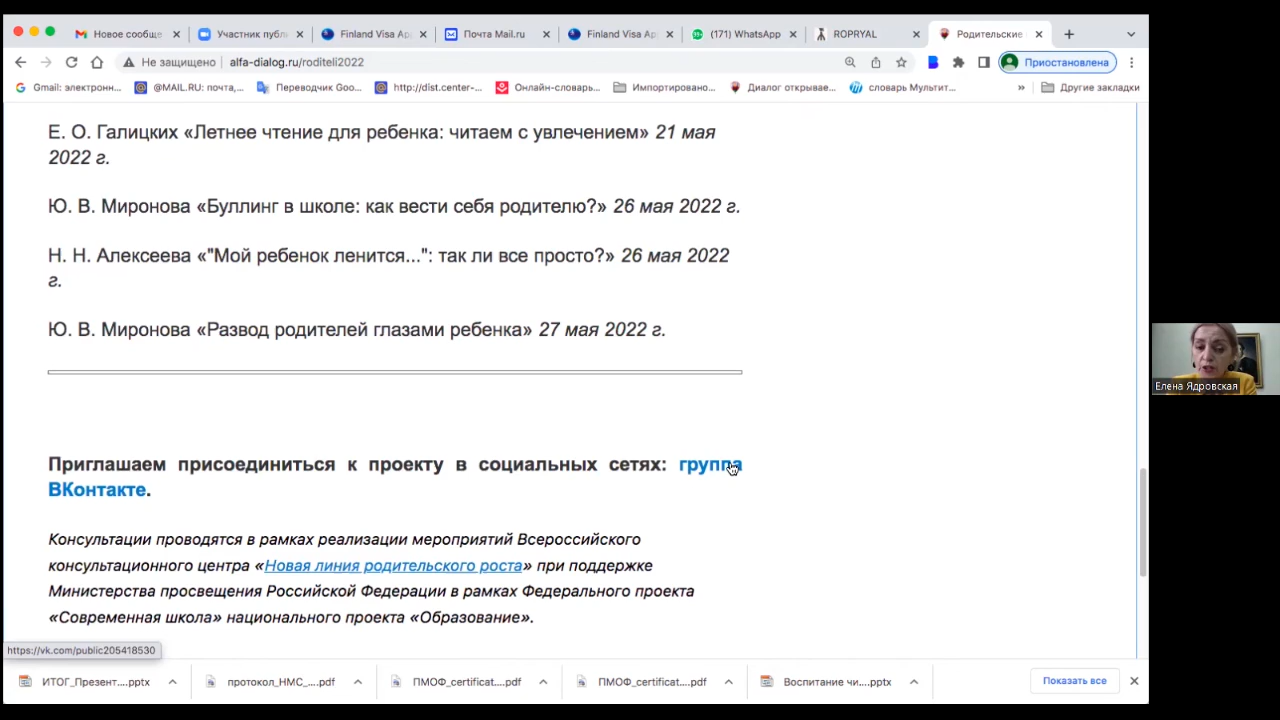 Новое сообще
Участник публ
Finland Visa Ap
Почта Mail.ru
Finland Visa Ap
(171) WhatsApp
ROPRYAL
Родительские
Не защищено
alfa-dialog.ru/roditeli2022
Приостановлена
Gmail: электронн...
@MAIL.RU: почта,...
Переводчик Goo...
http://dist.center-...
Онлайн-словарь...
Импортировано...
Диалог открывае...
словарь Мультит...
»
Другие закладки
Е. О. Галицких «Летнее чтение для ребенка: читаем с увлечением» 21 мая
2022 г.
Ю. В. Миронова «Буллинг в школе: как вести себя родителю?» 26 мая 2022 г.
Н. Н. Алексеева «"Мой ребенок ленится...": так ли все просто?» 26 мая 2022
г.
Ю. В. Миронова «Развод родителей глазами ребенка» 27 мая 2022 г.
Елена Ядровская
Приглашаем присоединиться к проекту в социальных сетях: группа
ВКонтакте.
Консультации проводятся в рамках реализации мероприятий Всероссийского
консультационного центра «Новая линия родительского роста» при поддержке
Министерства просвещения Российской Федерации в рамках Федерального проекта
«Современная школа» национального проекта «Образование».
https://vk.com/public205418530
ИТОГ_Презент....pptx
протокол_НМС_....pdf
ПМОФ_certificat....pdf
ПМОФ_certificat....pdf
Воспитание чи....pptx
Показать все